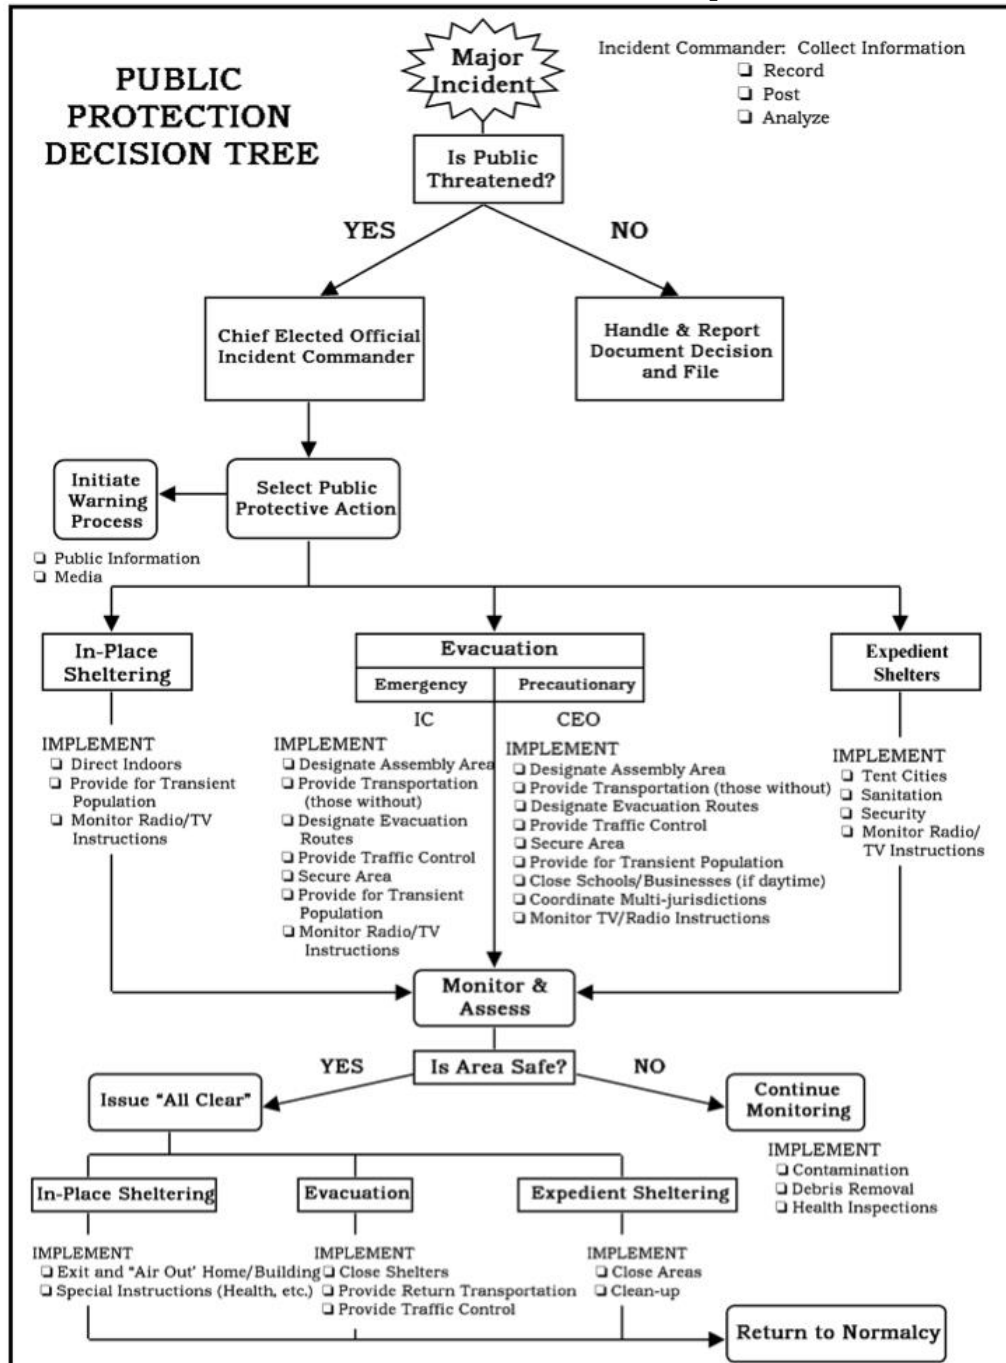 PUBLIC
PROTECTION
DECISION TREE
Major
Incident
Incident Commander: Collect Information
❏ Record
❏ Post
❏ Analyze
Is Public
Threatened?
YES
NO
Chief Elected Official
Incident Commander
Handle & Report
Document Decision
and File
Initiate
Warning
Process
Select Public
Protective Action
❏ Public Information
❏ Media
In-Place
Sheltering
Evacuation
Emergency
Precautionary
Expedient
Shelters
IC
CEO
IMPLEMENT
❏ Direct Indoors
❏ Provide for Transient
Population
❏ Monitor Radio/TV
Instructions
IMPLEMENT
❏ Designate Assembly Area
❏ Provide Transportation
(those without)
❏ Designate Evacuation
Routes
❏ Provide Traffic Control
❏ Secure Area
❏ Provide for Transient
Population
❏ Monitor Radio/TV
Instructions
IMPLEMENT
❏ Designate Assembly Area
❏ Provide Transportation (those without)
❏ Designate Evacuation Routes
❏ Provide Traffic Control
❏ Secure Area
❏ Provide for Transient Population
❏ Close Schools/Businesses (if daytime)
❏ Coordinate Multi-jurisdictions
❏ Monitor TV/Radio Instructions
IMPLEMENT
❏ Tent Cities
❏ Sanitation
❏ Security
❏ Monitor Radio/
TV Instructions
Monitor &
Assess
Is Area Safe?
YES
NO
Issue "All Clear"
Continue
Monitoring
IMPLEMENT
❏ Contamination
❏ Debris Removal
❏ Health Inspections
In-Place Sheltering
Evacuation
Expedient Sheltering
IMPLEMENT
❏ Exit and "Air Out' Home/Building
❏ Special Instructions (Health, etc.)
IMPLEMENT
❏ Close Shelters
❏ Provide Return Transportation
❏ Provide Traffic Control
IMPLEMENT
❏ Close Areas
❏ Clean-up
Return to Normalcy